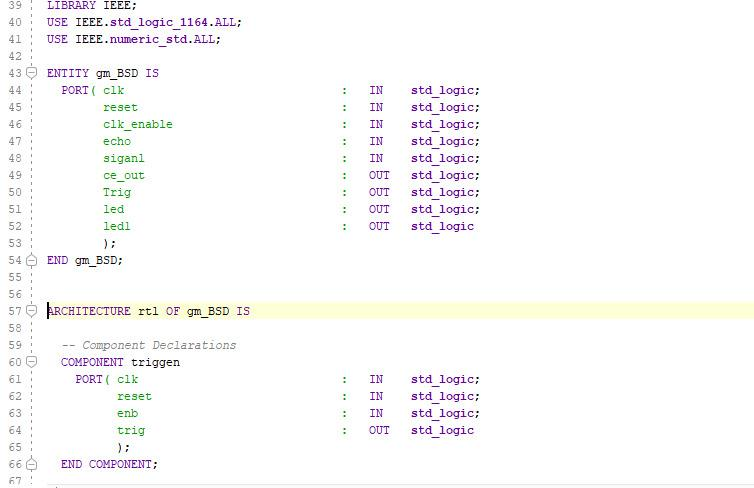 39 LIBRARY IEEE;
40 USE IEEE.std_logic_1164.ALL;
41 USE IEEE.numeric_std.ALL;
42
43 ENTITY gm_BSD IS
44 PORT( clk : IN std_logic;
45 reset : IN std_logic;
46 clk_enable : IN std_logic;
47 echo : IN std_logic;
48 siganl : IN std_logic;
49 ce_out : OUT std_logic;
50 Trig : OUT std_logic;
51 led : OUT std_logic;
52 led1 : OUT std_logic
53 );
54 END gm_BSD;
55
56
57 ARCHITECTURE rtl OF gm_BSD IS
58
59 -- Component Declarations
60 COMPONENT triggen
61 PORT( clk : IN std_logic;
62 reset : IN std_logic;
63 enb : IN std_logic;
64 trig : OUT std_logic
65 );
66 END COMPONENT;
67